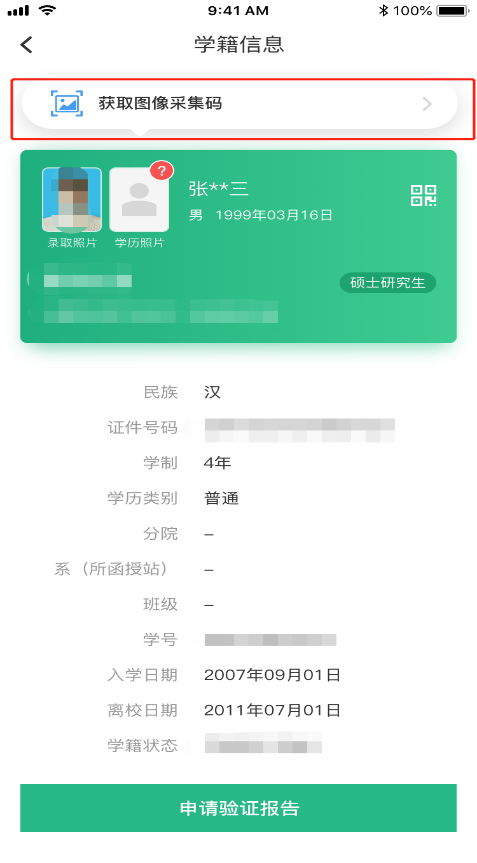 9:41 AM 100%
学籍信息
获取图像采集码
?
张**三
男 1999年03月16日
录取照片 学历照片
硕士研究生
民族 汉
证件号码
学制 4年
学历类别 普通
分院 –
系（所函授站） –
班级 –
学号
入学日期 2007年09月01日
离校日期 2011年07月01日
学籍状态
申请验证报告